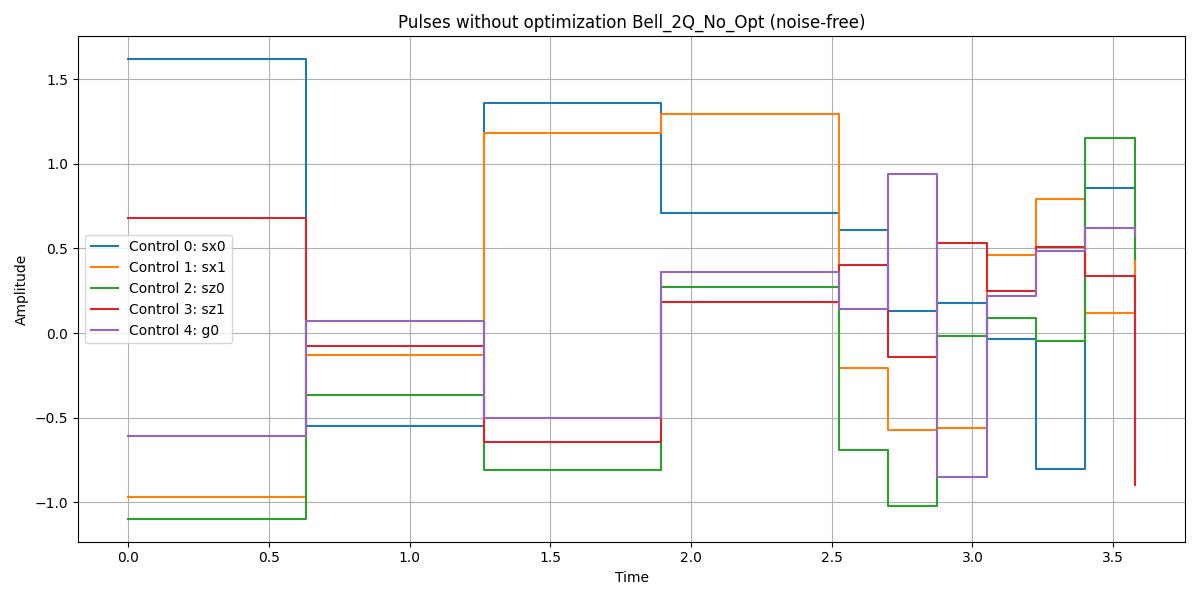 Pulses without optimization Bell_2Q_No_Opt (noise-free)
Amplitude
1.5
1.0
0.5
0.0
−0.5
−1.0
Control 0: sx0
Control 1: sx1
Control 2: sz0
Control 3: sz1
Control 4: g0
0.0 0.5 1.0 1.5 2.0 2.5 3.0 3.5
Time